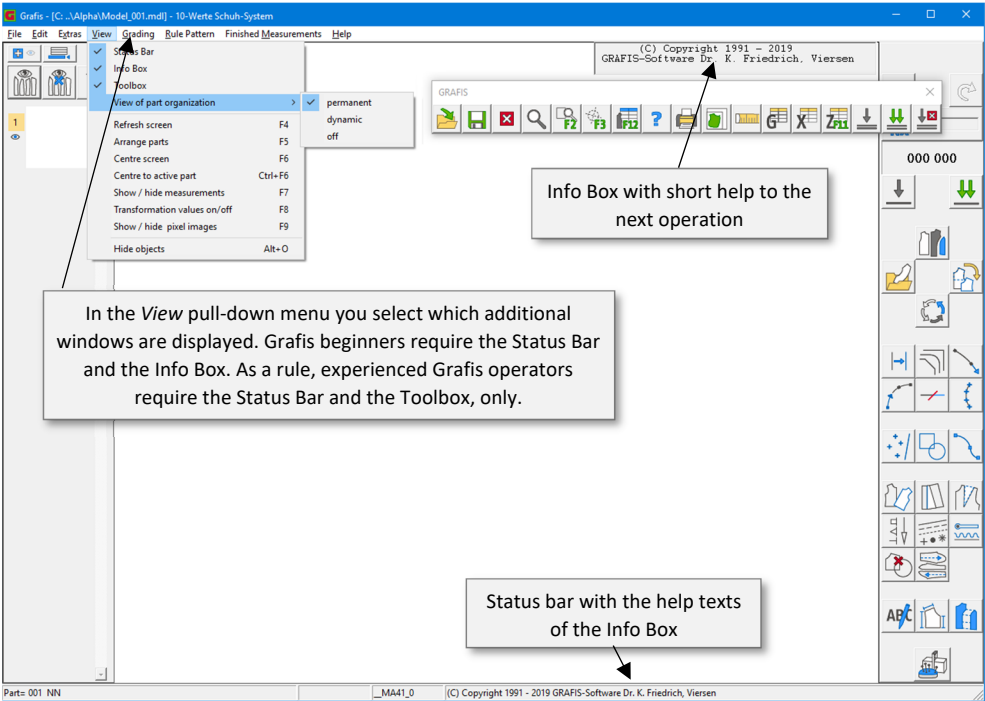 Grafis - [C: ..\Alpha\Model_001.mdl] - 10-Werte Schuh-System
File Edit Extras View Grading Rule Pattern Finished Measurements Help
Status Bar
Info Box
Toolbox
View of part organization
permanent
dynamic
off
Refresh screen F4
Arrange parts F5
Centre screen F6
Centre to active part Ctrl+F6
Show / hide measurements F7
Transformation values on/off F8
Show / hide pixel images F9
Hide objects Alt+O
1
(C) Copyright 1991 - 2019
GRAFIS-Software Dr. K. Friedrich, Viersen
GRAFIS
F2 F3 F12 ? G X Z F11
000 000
Info Box with short help to the
next operation
In the View pull-down menu you select which additional
windows are displayed. Grafis beginners require the Status Bar
and the Info Box. As a rule, experienced Grafis operators
require the Status Bar and the Toolbox, only.
Status bar with the help texts
of the Info Box
ABC
Part= 001 NN
_MA41_0
(C) Copyright 1991 - 2019 GRAFIS-Software Dr. K. Friedrich, Viersen